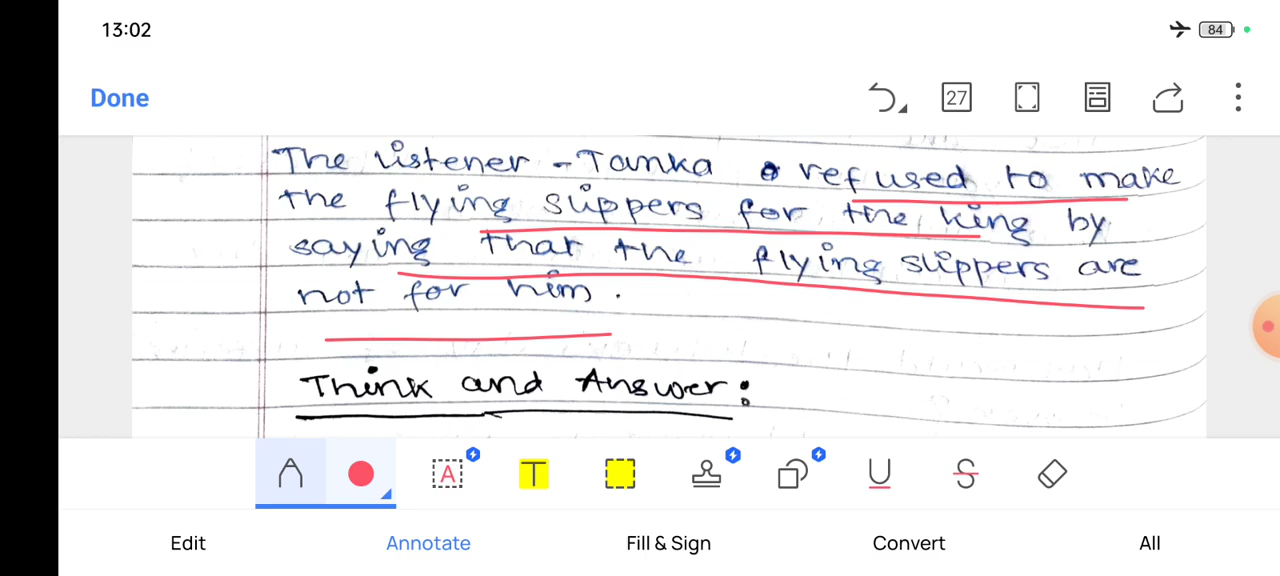 13:02
84
Done
27
The listener - Tanka refused to make
the flying slippers for the king by
saying that the flying slippers are
not for him.
Think and Answer:
A
T
U
S
Edit
Annotate
Fill & Sign
Convert
All